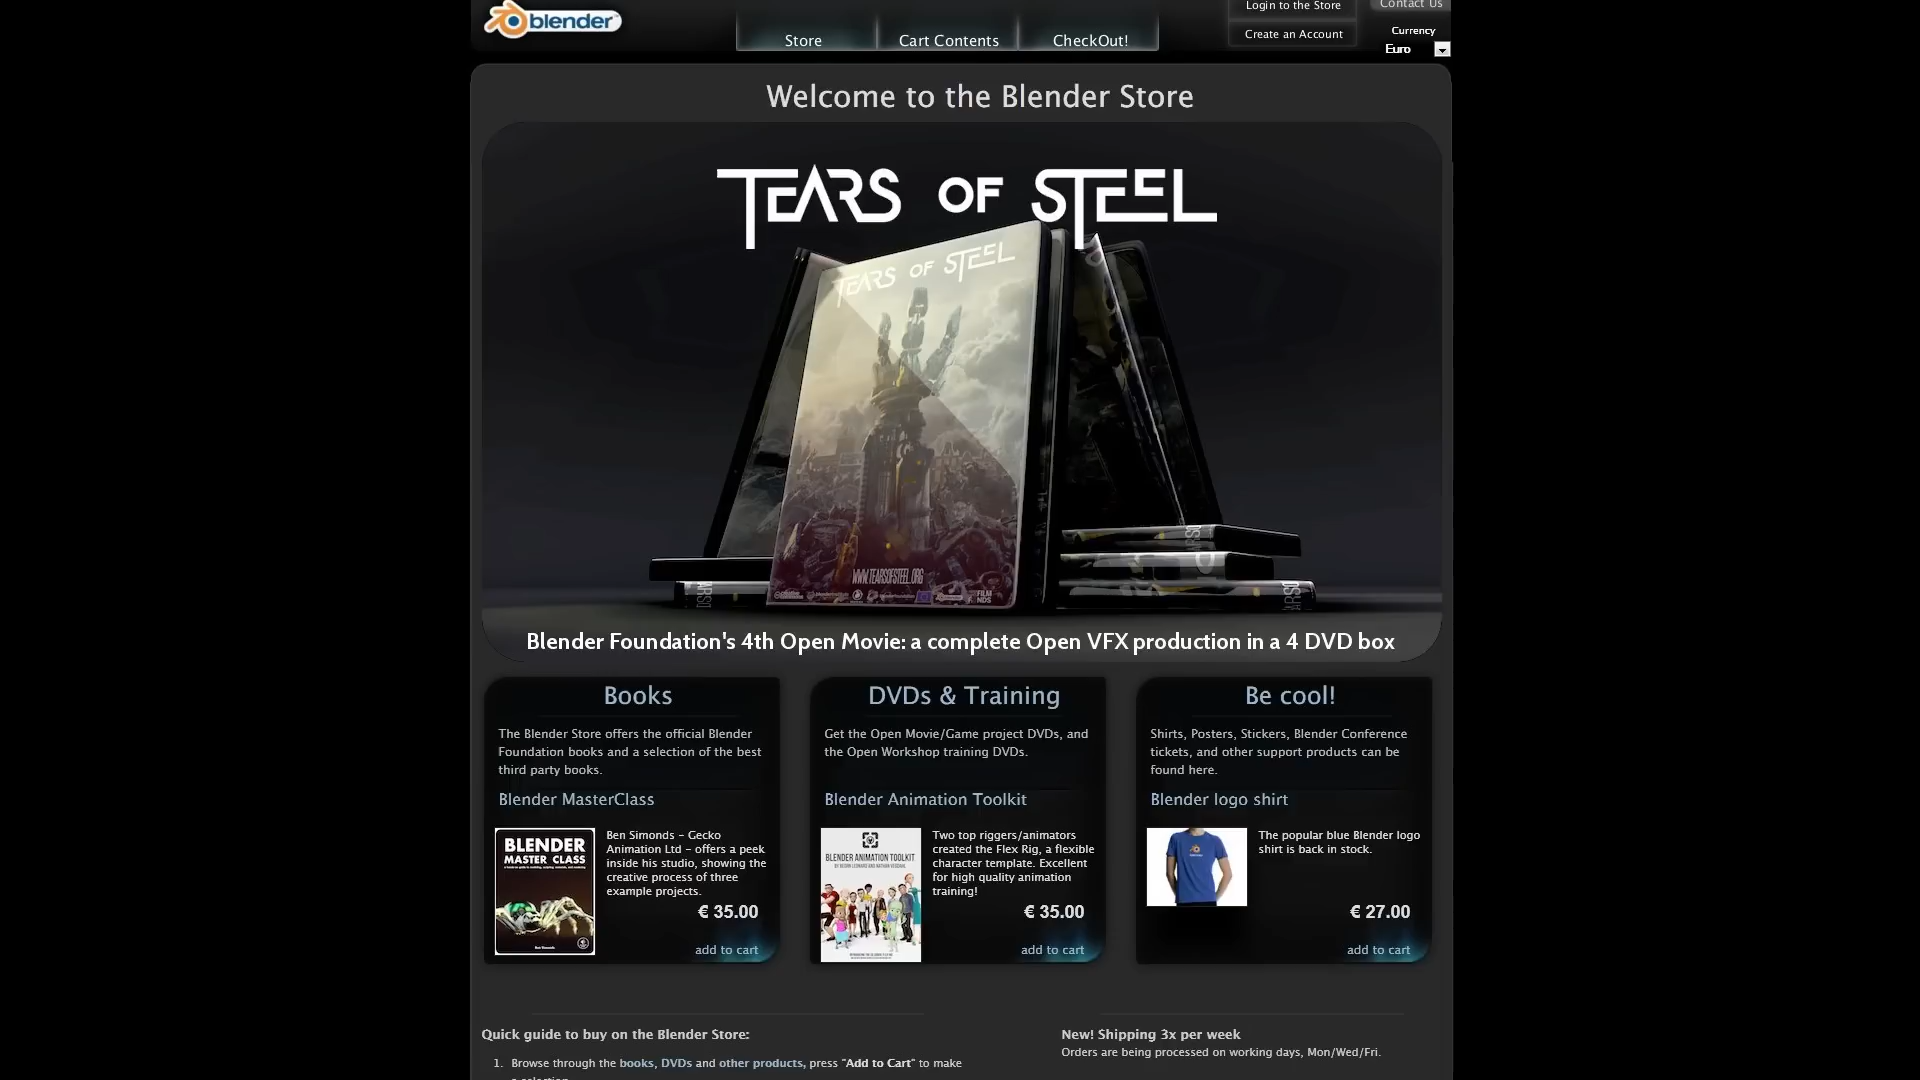 blender
Store
Cart Contents
CheckOut!
Login to the Store
Create an Account
Contact Us
Currency
Euro
Welcome to the Blender Store
TEARS OF STEEL
TEARS OF STEEL
WWW.TEARSOFSTEEL.ORG
Blender Foundation's 4th Open Movie: a complete Open VFX production in a 4 DVD box
Books
The Blender Store offers the official Blender
Foundation books and a selection of the best
third party books.
Blender MasterClass
BLENDER
MASTER CLASS
Ben Simonds - Gecko
Animation Ltd - offers a peek
inside his studio, showing the
creative process of three
example projects.
€ 35.00
add to cart
DVDs & Training
Get the Open Movie/Game project DVDs, and
the Open Workshop training DVDs.
Blender Animation Toolkit
BLENDER ANIMATION TOOLKIT
Two top riggers/animators
created the Flex Rig, a flexible
character template. Excellent
for high quality animation
training!
€ 35.00
add to cart
Be cool!
Shirts, Posters, Stickers, Blender Conference
tickets, and other support products can be
found here.
Blender logo shirt
The popular blue Blender logo
shirt is back in stock.
€ 27.00
add to cart
Quick guide to buy on the Blender Store:
1. Browse through the books, DVDs and other products, press "Add to Cart" to make
New! Shipping 3x per week
Orders are being processed on working days, Mon/Wed/Fri.